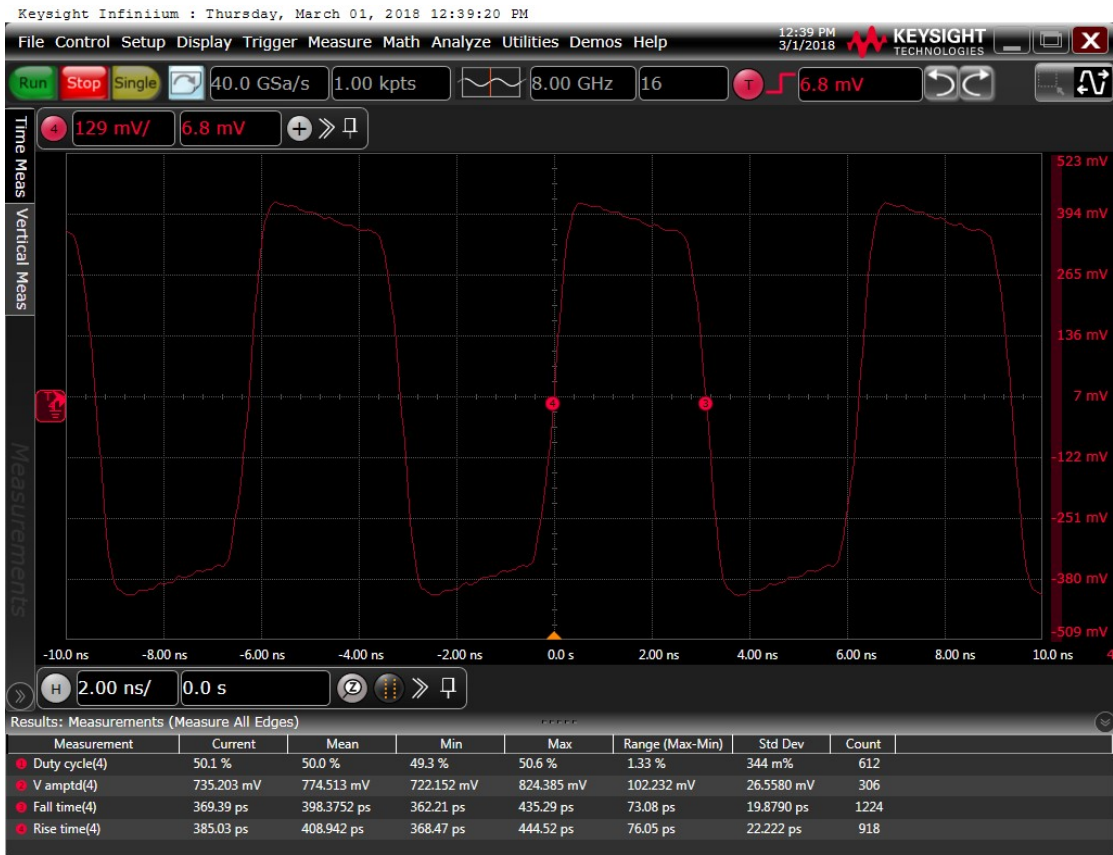 Keysight Infiniium : Thursday, March 01, 2018 12:39:20 PM
File Control Setup Display Trigger Measure Math Analyze Utilities Demos Help
12:39 PM
3/1/2018
KEYSIGHT
TECHNOLOGIES
Run Stop Single 40.0 GSa/s 1.00 kpts 8.00 GHz 16 T 6.8 mV
4 129 mV/ 6.8 mV
Time Meas
Vertical Meas
Measurements
523 mV
394 mV
265 mV
136 mV
T 4 3 7 mV
-122 mV
-251 mV
-380 mV
-509 mV
-10.0 ns -8.00 ns -6.00 ns -4.00 ns -2.00 ns 0.0 s 2.00 ns 4.00 ns 6.00 ns 8.00 ns 10.0 ns 4
H 2.00 ns/ 0.0 s Z
Results: Measurements (Measure All Edges)
Measurement Current Mean Min Max Range (Max-Min) Std Dev Count
1 Duty cycle(4) 50.1 % 50.0 % 49.3 % 50.6 % 1.33 % 344 m% 612
2 V amptd(4) 735.203 mV 774.513 mV 722.152 mV 824.385 mV 102.232 mV 26.5580 mV 306
3 Fall time(4) 369.39 ps 398.3752 ps 362.21 ps 435.29 ps 73.08 ps 19.8790 ps 1224
4 Rise time(4) 385.03 ps 408.942 ps 368.47 ps 444.52 ps 76.05 ps 22.222 ps 918